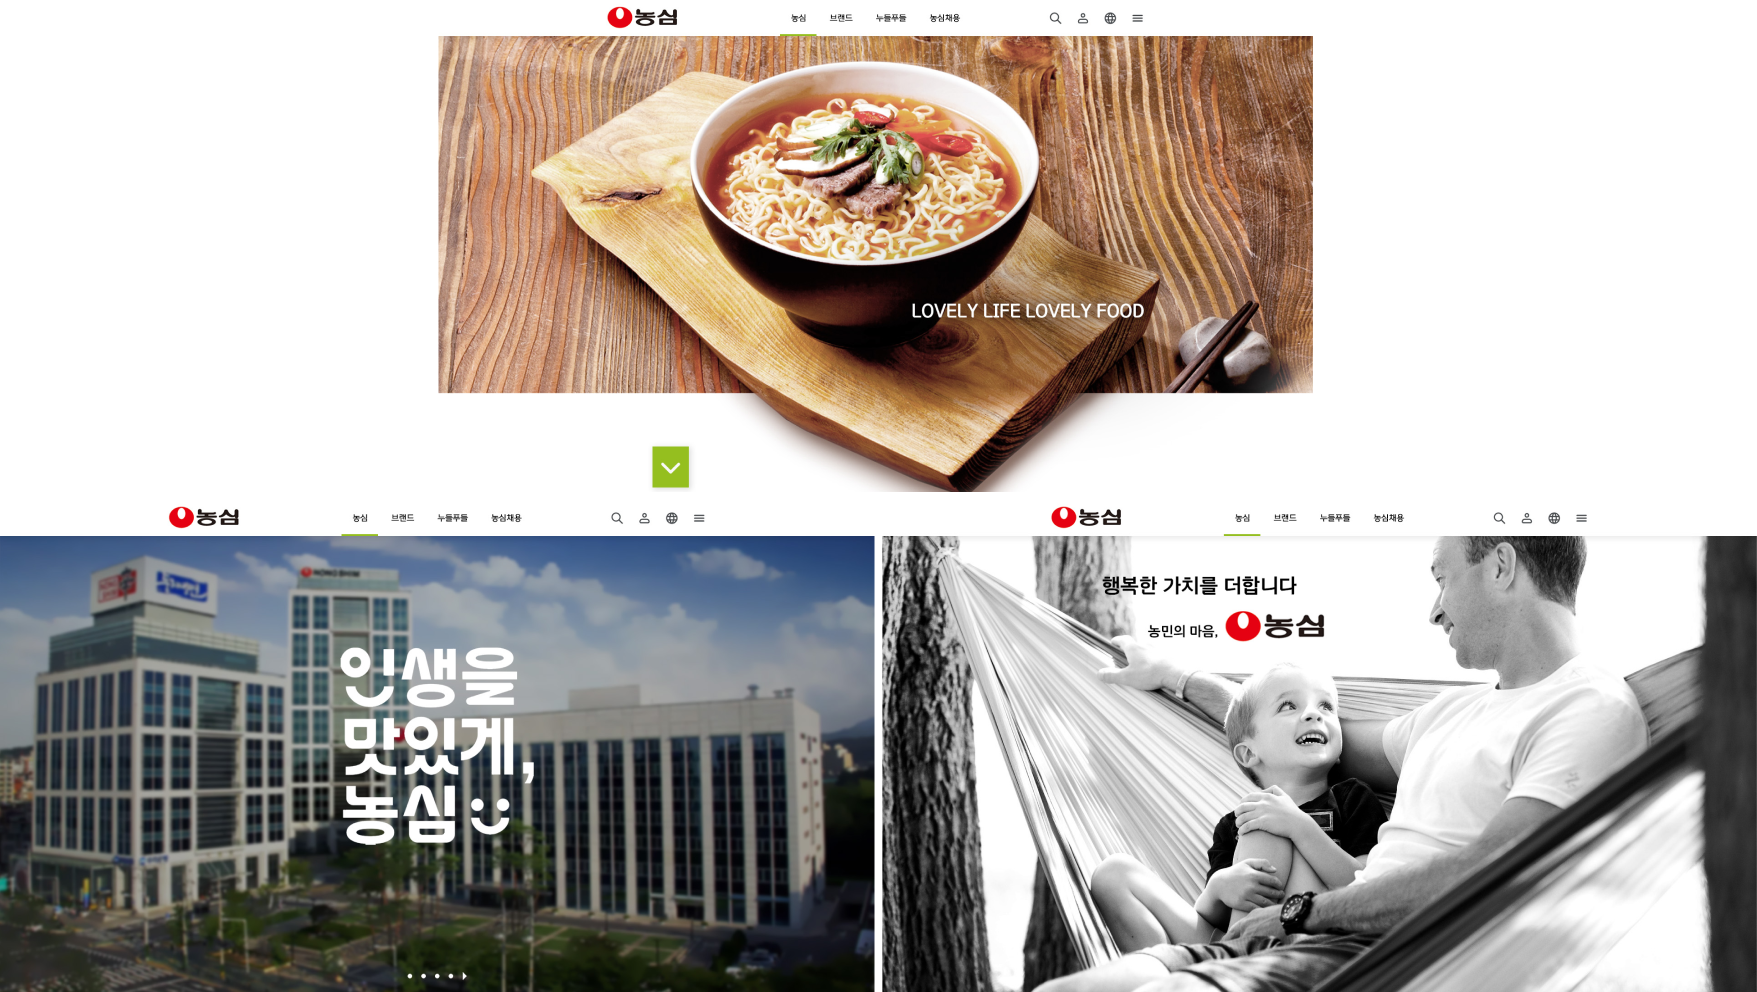 농심
농심 브랜드 누들푸들 농심채용
LOVELY LIFE LOVELY FOOD
농심
농심 브랜드 누들푸들 농심채용
NONG SHIM
인생을
맛있게,
농심
농심
농심 브랜드 누들푸들 농심채용
행복한 가치를 더합니다
농민의 마음, 농심